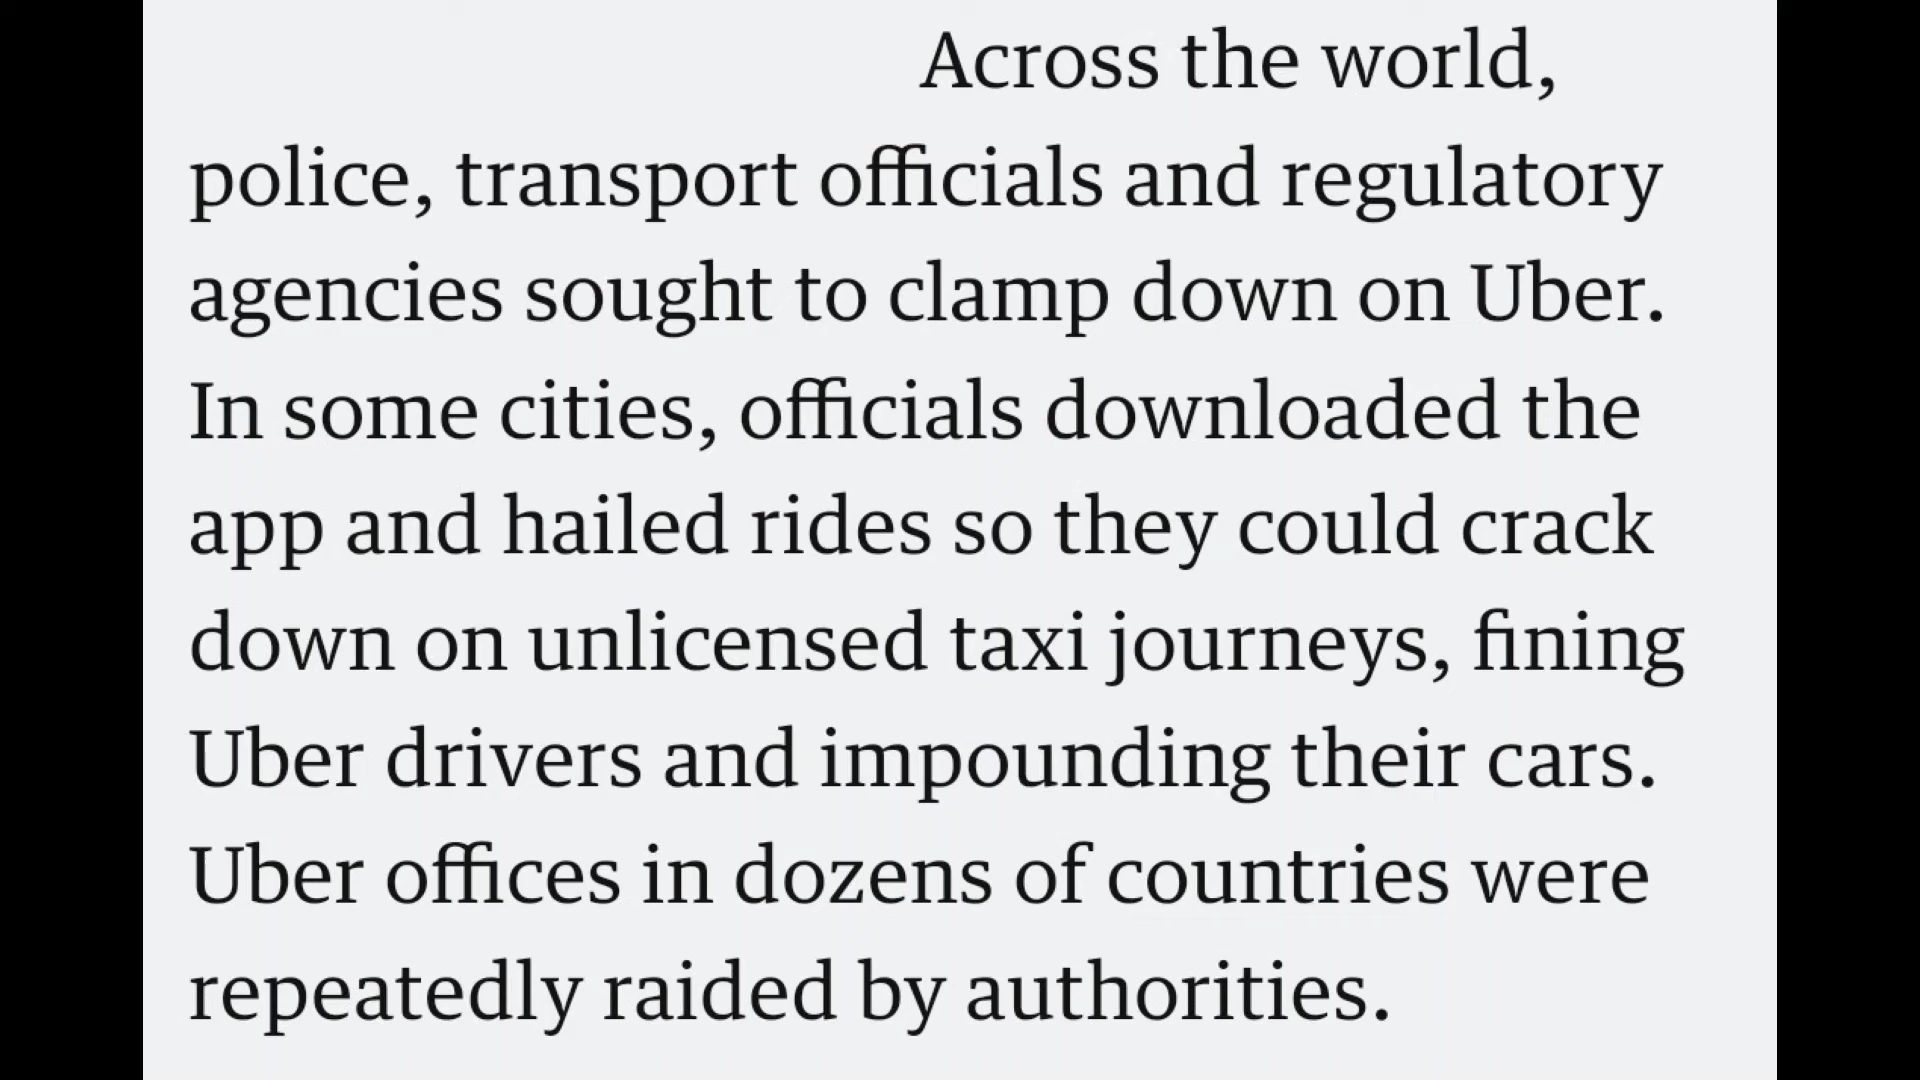 Across the world,
police, transport officials and regulatory
agencies sought to clamp down on Uber.
In some cities, officials downloaded the
app and hailed rides so they could crack
down on unlicensed taxi journeys, fining
Uber drivers and impounding their cars.
Uber offices in dozens of countries were
repeatedly raided by authorities.